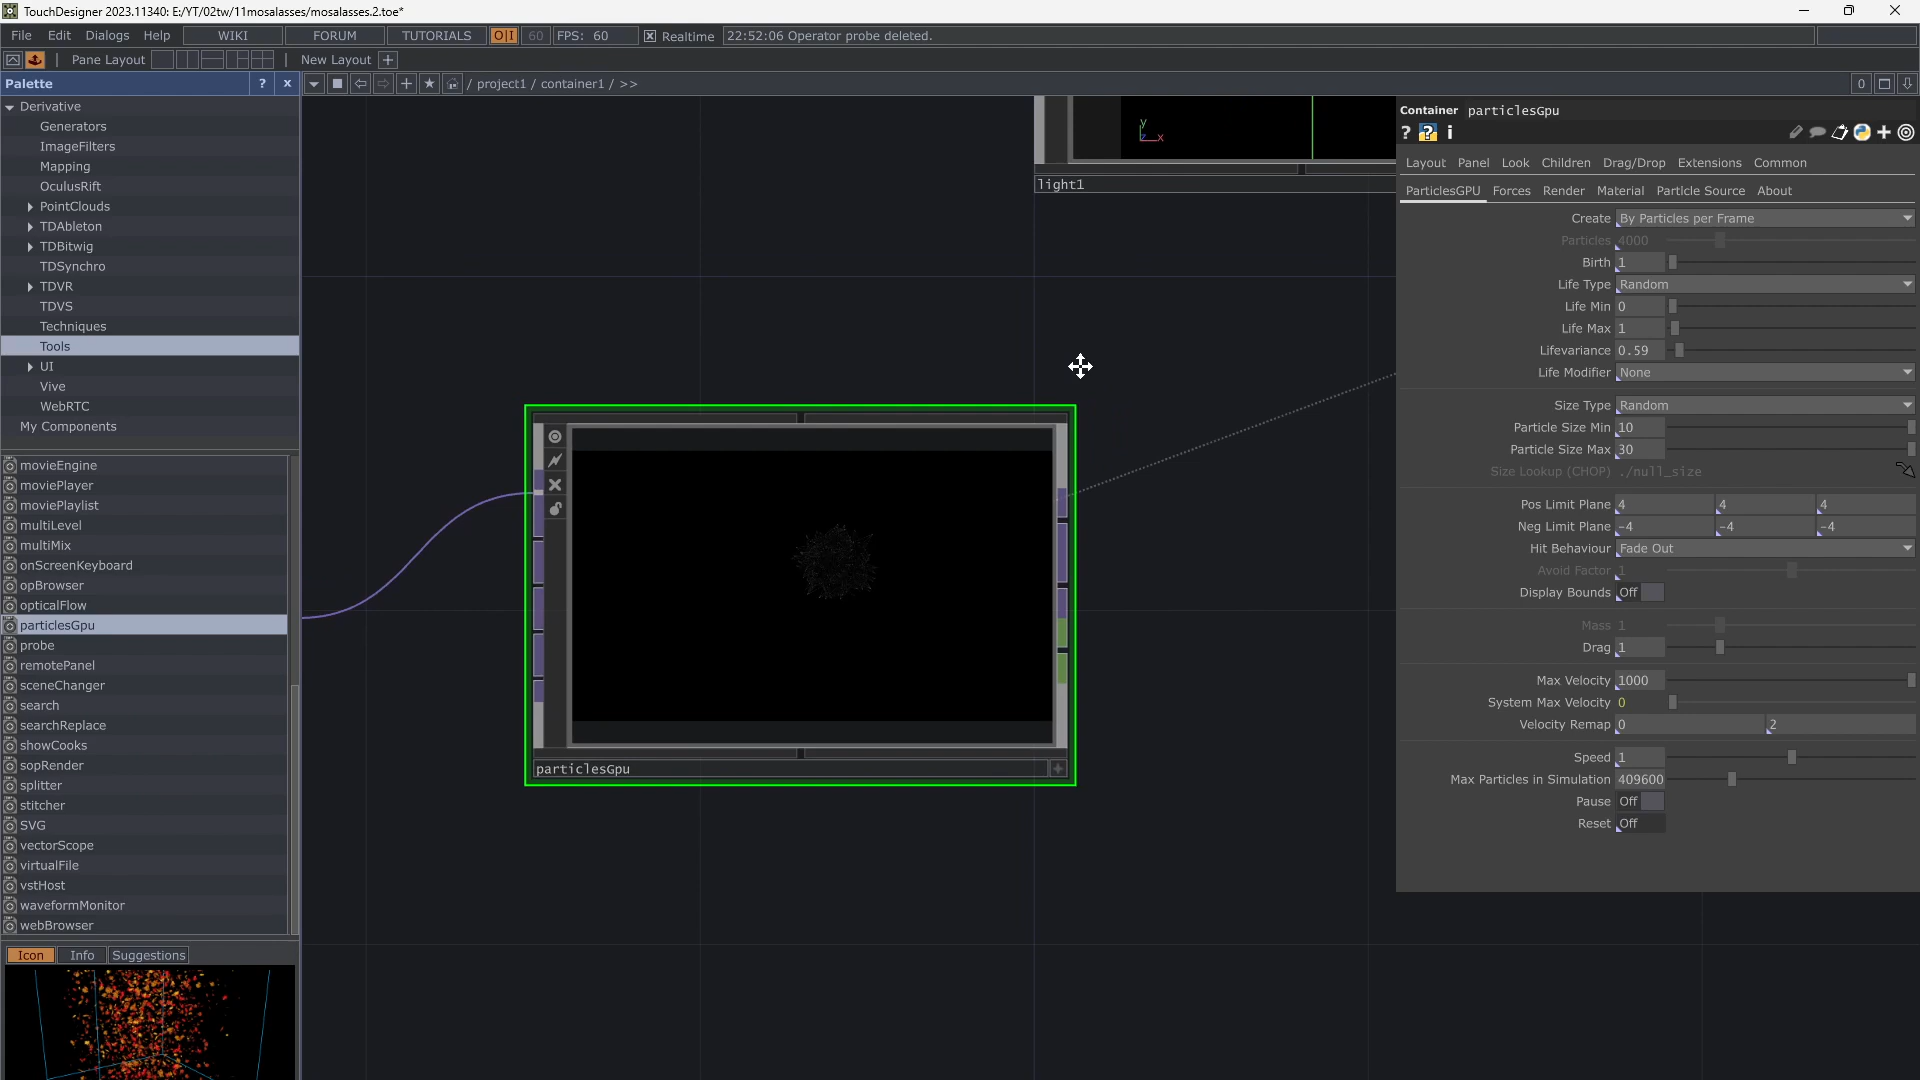 TouchDesigner 2023.11340: E:/YT/02tw/11mosalasses/mosalasses.2.toe*
File Edit Dialogs Help WIKI FORUM TUTORIALS O|I 60 FPS: 60 Realtime 22:52:06 Operator probe deleted.
Pane Layout New Layout +
Palette ? x
/ project1 / container1 / >> 0
Derivative
Generators
ImageFilters
Mapping
OculusRift
PointClouds
TDAbleton
TDBitwig
TDSynchro
TDVR
TDVS
Techniques
Tools
UI
Vive
WebRTC
My Components
movieEngine
moviePlayer
moviePlaylist
multiLevel
multiMix
onScreenKeyboard
opBrowser
opticalFlow
particlesGpu
probe
remotePanel
sceneChanger
search
searchReplace
showCooks
sopRender
splitter
stitcher
SVG
vectorScope
virtualFile
vstHost
waveformMonitor
webBrowser
Icon Info Suggestions
y
z x
light1
particlesGpu +
Container particlesGpu
? ? i
Layout Panel Look Children Drag/Drop Extensions Common
ParticlesGPU Forces Render Material Particle Source About
Create By Particles per Frame
Particles 4000
Birth 1
Life Type Random
Life Min 0
Life Max 1
Lifevariance 0.59
Life Modifier None
Size Type Random
Particle Size Min 10
Particle Size Max 30
Size Lookup (CHOP) ./null_size
Pos Limit Plane 4 4 4
Neg Limit Plane -4 -4 -4
Hit Behaviour Fade Out
Avoid Factor 1
Display Bounds Off
Mass 1
Drag 1
Max Velocity 1000
System Max Velocity 0
Velocity Remap 0 2
Speed 1
Max Particles in Simulation 409600
Pause Off
Reset Off